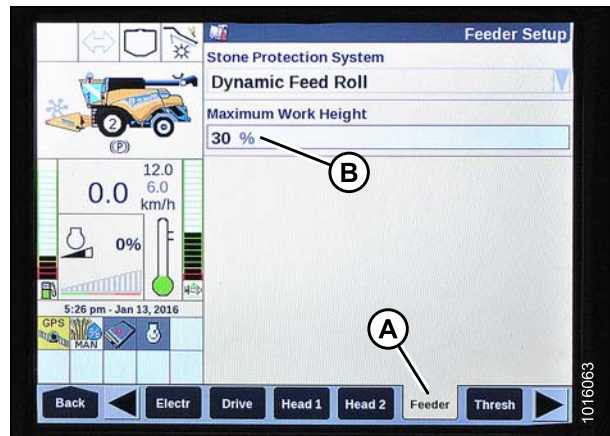 Feeder Setup
Stone Protection System
Dynamic Feed Roll
Maximum Work Height
30 %
B
2
(P)
12.0
0.0 6.0
km/h
0%
5:26 pm - Jan 13, 2016
GPS
MAN %
A
Back Electr Drive Head 1 Head 2 Feeder Thresh
1016063